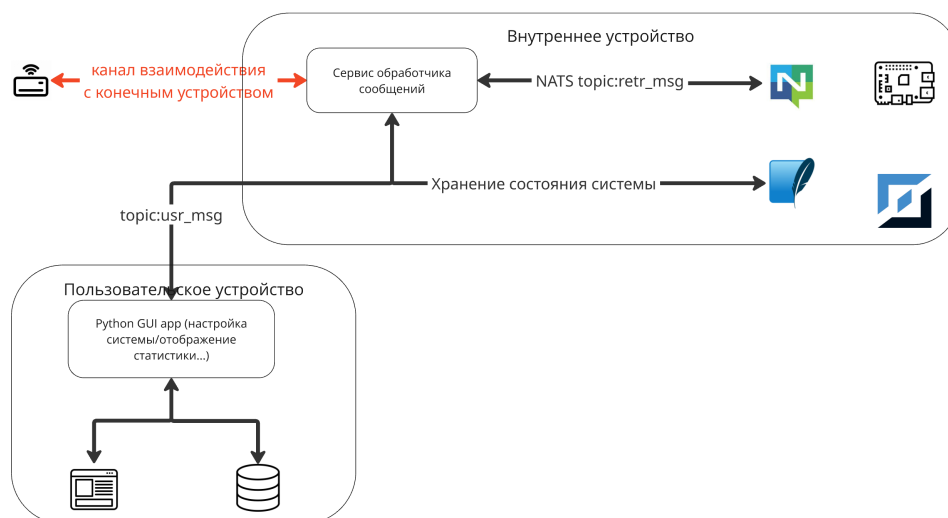 Внутреннее устройство
канал взаимодействия
с конечным устройством
Сервис обработчика
сообщений
NATS topic:retr_msg
Хранение состояния системы
topic:usr_msg
Пользовательское устройство
Python GUI app (настройка
системы/отображение
статистики...)